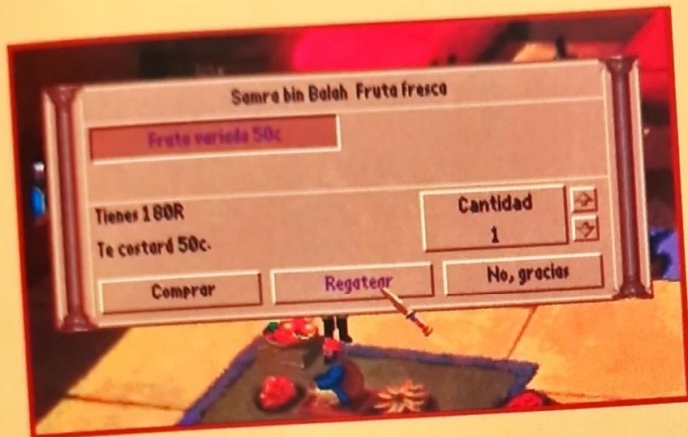 Samra bin Balah Fruta fresca
Fruta variada 50c
Tienes 180R
Te costará 50c.
Cantidad
1
Comprar
Regatear
No, gracias